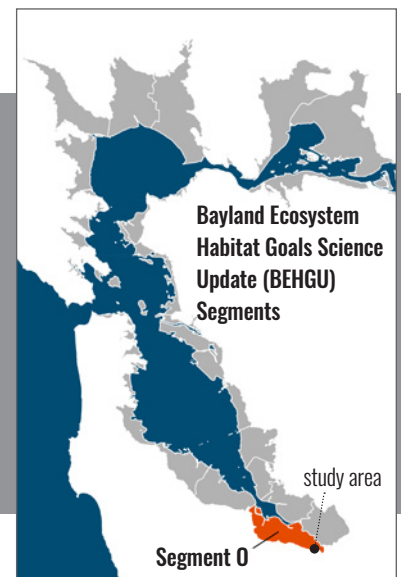 Bayland Ecosystem
Habitat Goals Science
Update (BEHGU)
Segments
study area
Segment O